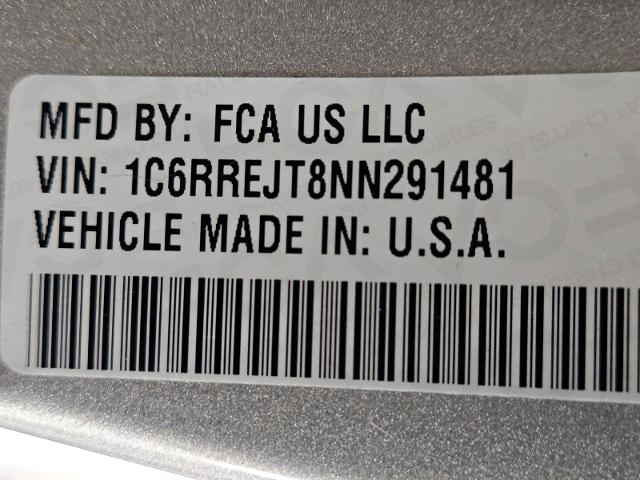 MFD BY: FCA US LLC
VIN: 1C6RREJT8NN291481
VEHICLE MADE IN: U.S.A.